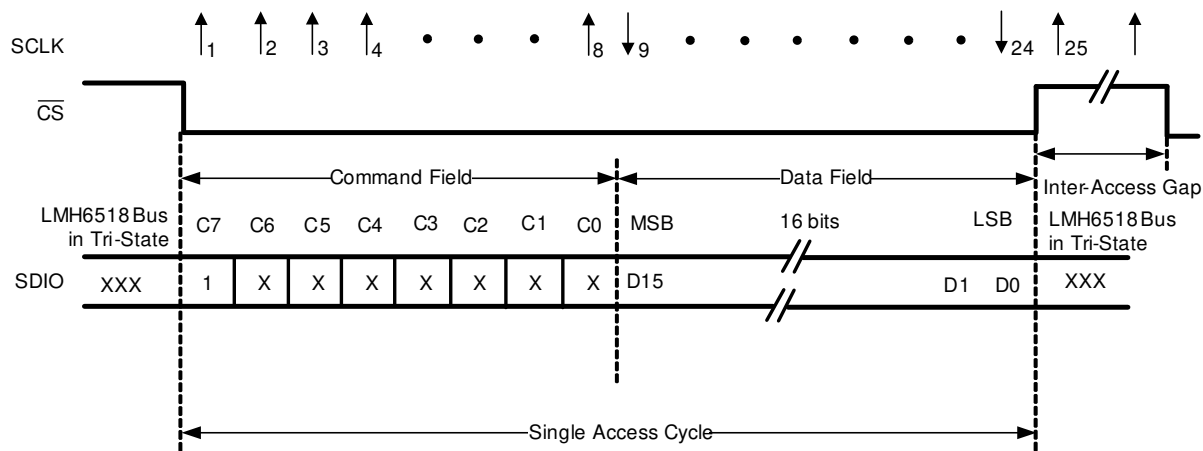 SCLK 1 2 3 4 8 9 24 25
CS
Command Field Data Field Inter-Access Gap
LMH6518 Bus in Tri-State C7 C6 C5 C4 C3 C2 C1 C0 MSB 16 bits LSB LMH6518 Bus in Tri-State
SDIO XXX 1 X X X X X X X D15 D1 D0 XXX
Single Access Cycle